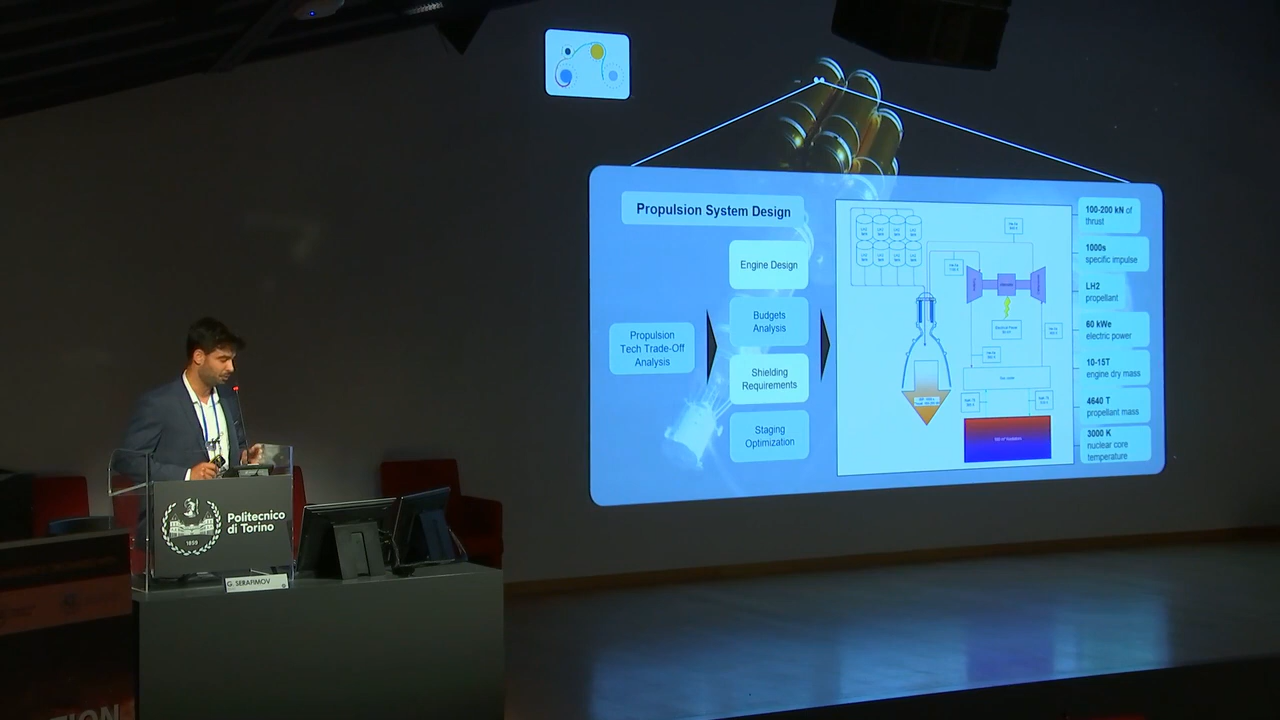 Propulsion System Design
Engine Design
Budgets
Analysis
Propulsion
Tech Trade-Off
Analysis
Shielding
Requirements
Staging
Optimization
100-200 kN of
thrust
1000s
specific impulse
LH2
propellant
60 kWe
electric power
10-15T
engine dry mass
4640 T
propellant mass
3000 K
nuclear core
temperature
Politecnico
di Torino
1859
G. SERAFIMOV